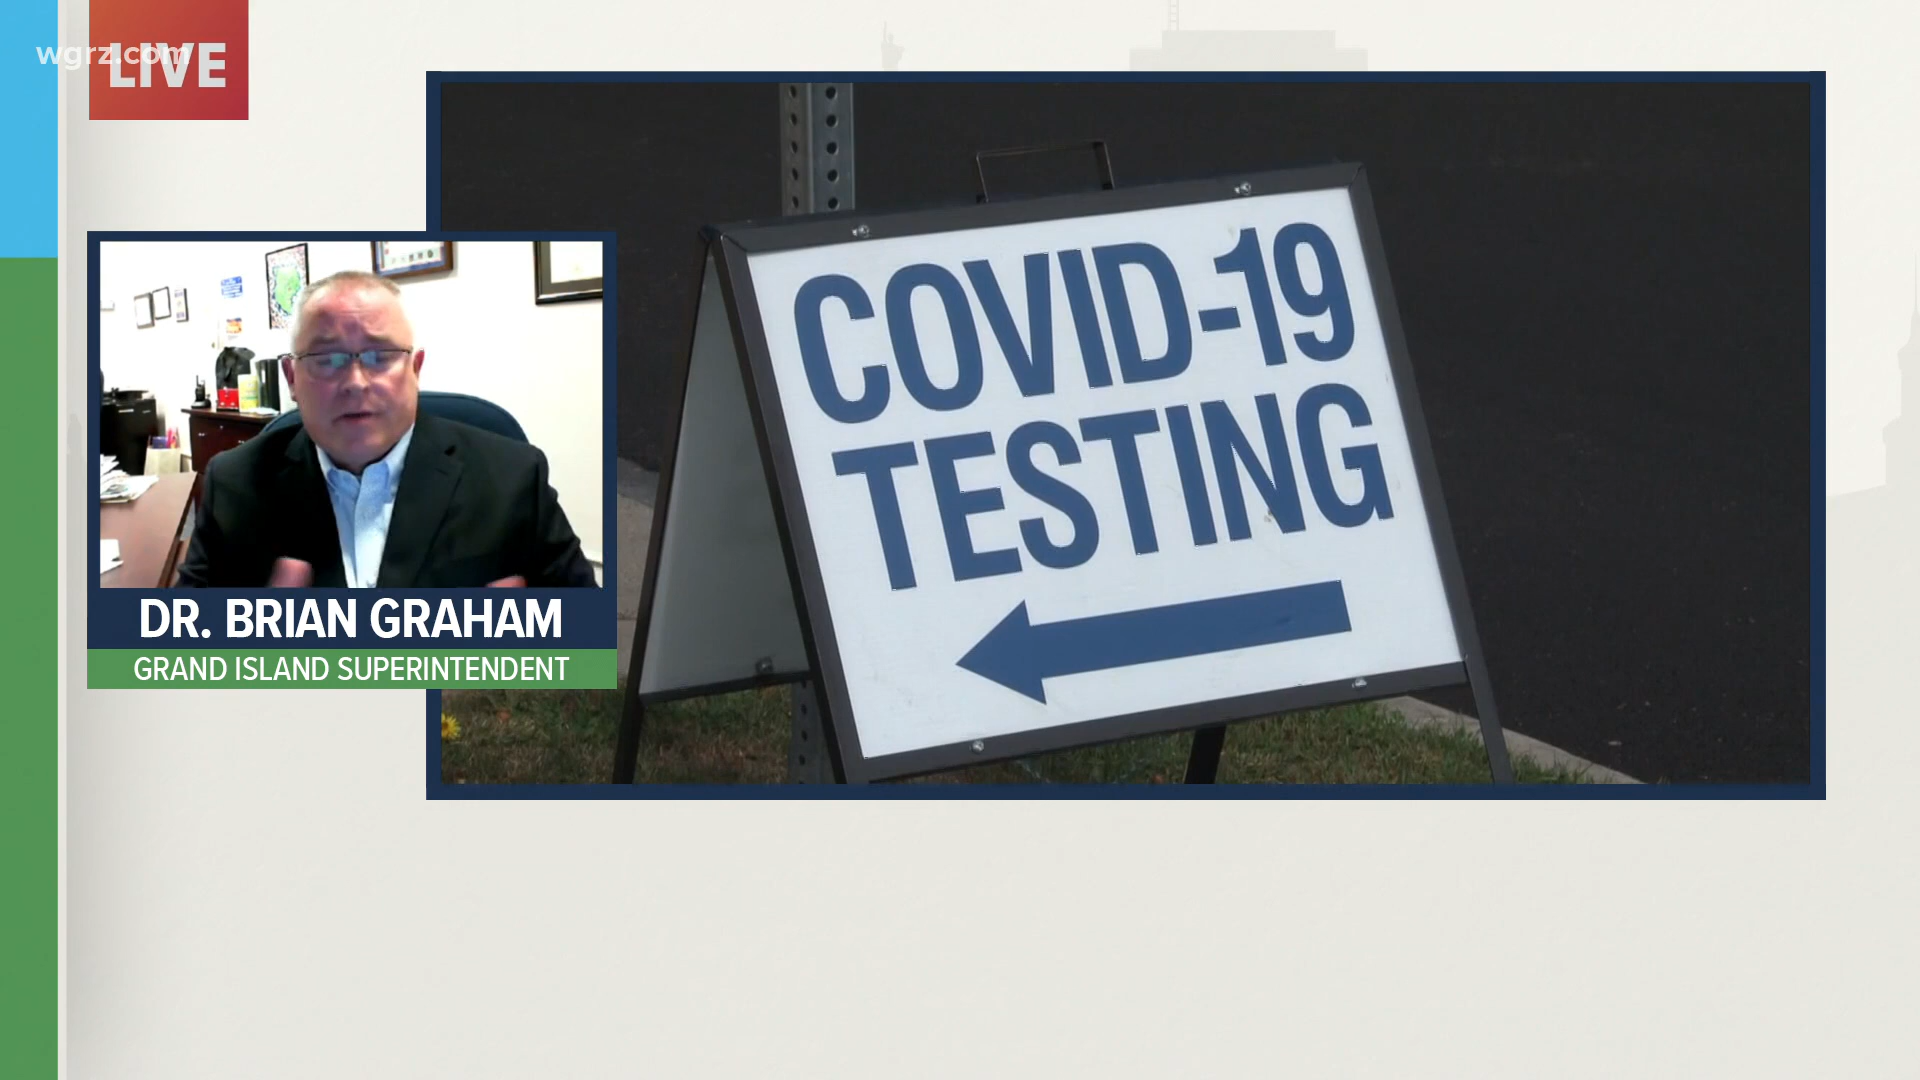 wgrz.com
LIVE
COVID-19
TESTING
DR. BRIAN GRAHAM
GRAND ISLAND SUPERINTENDENT